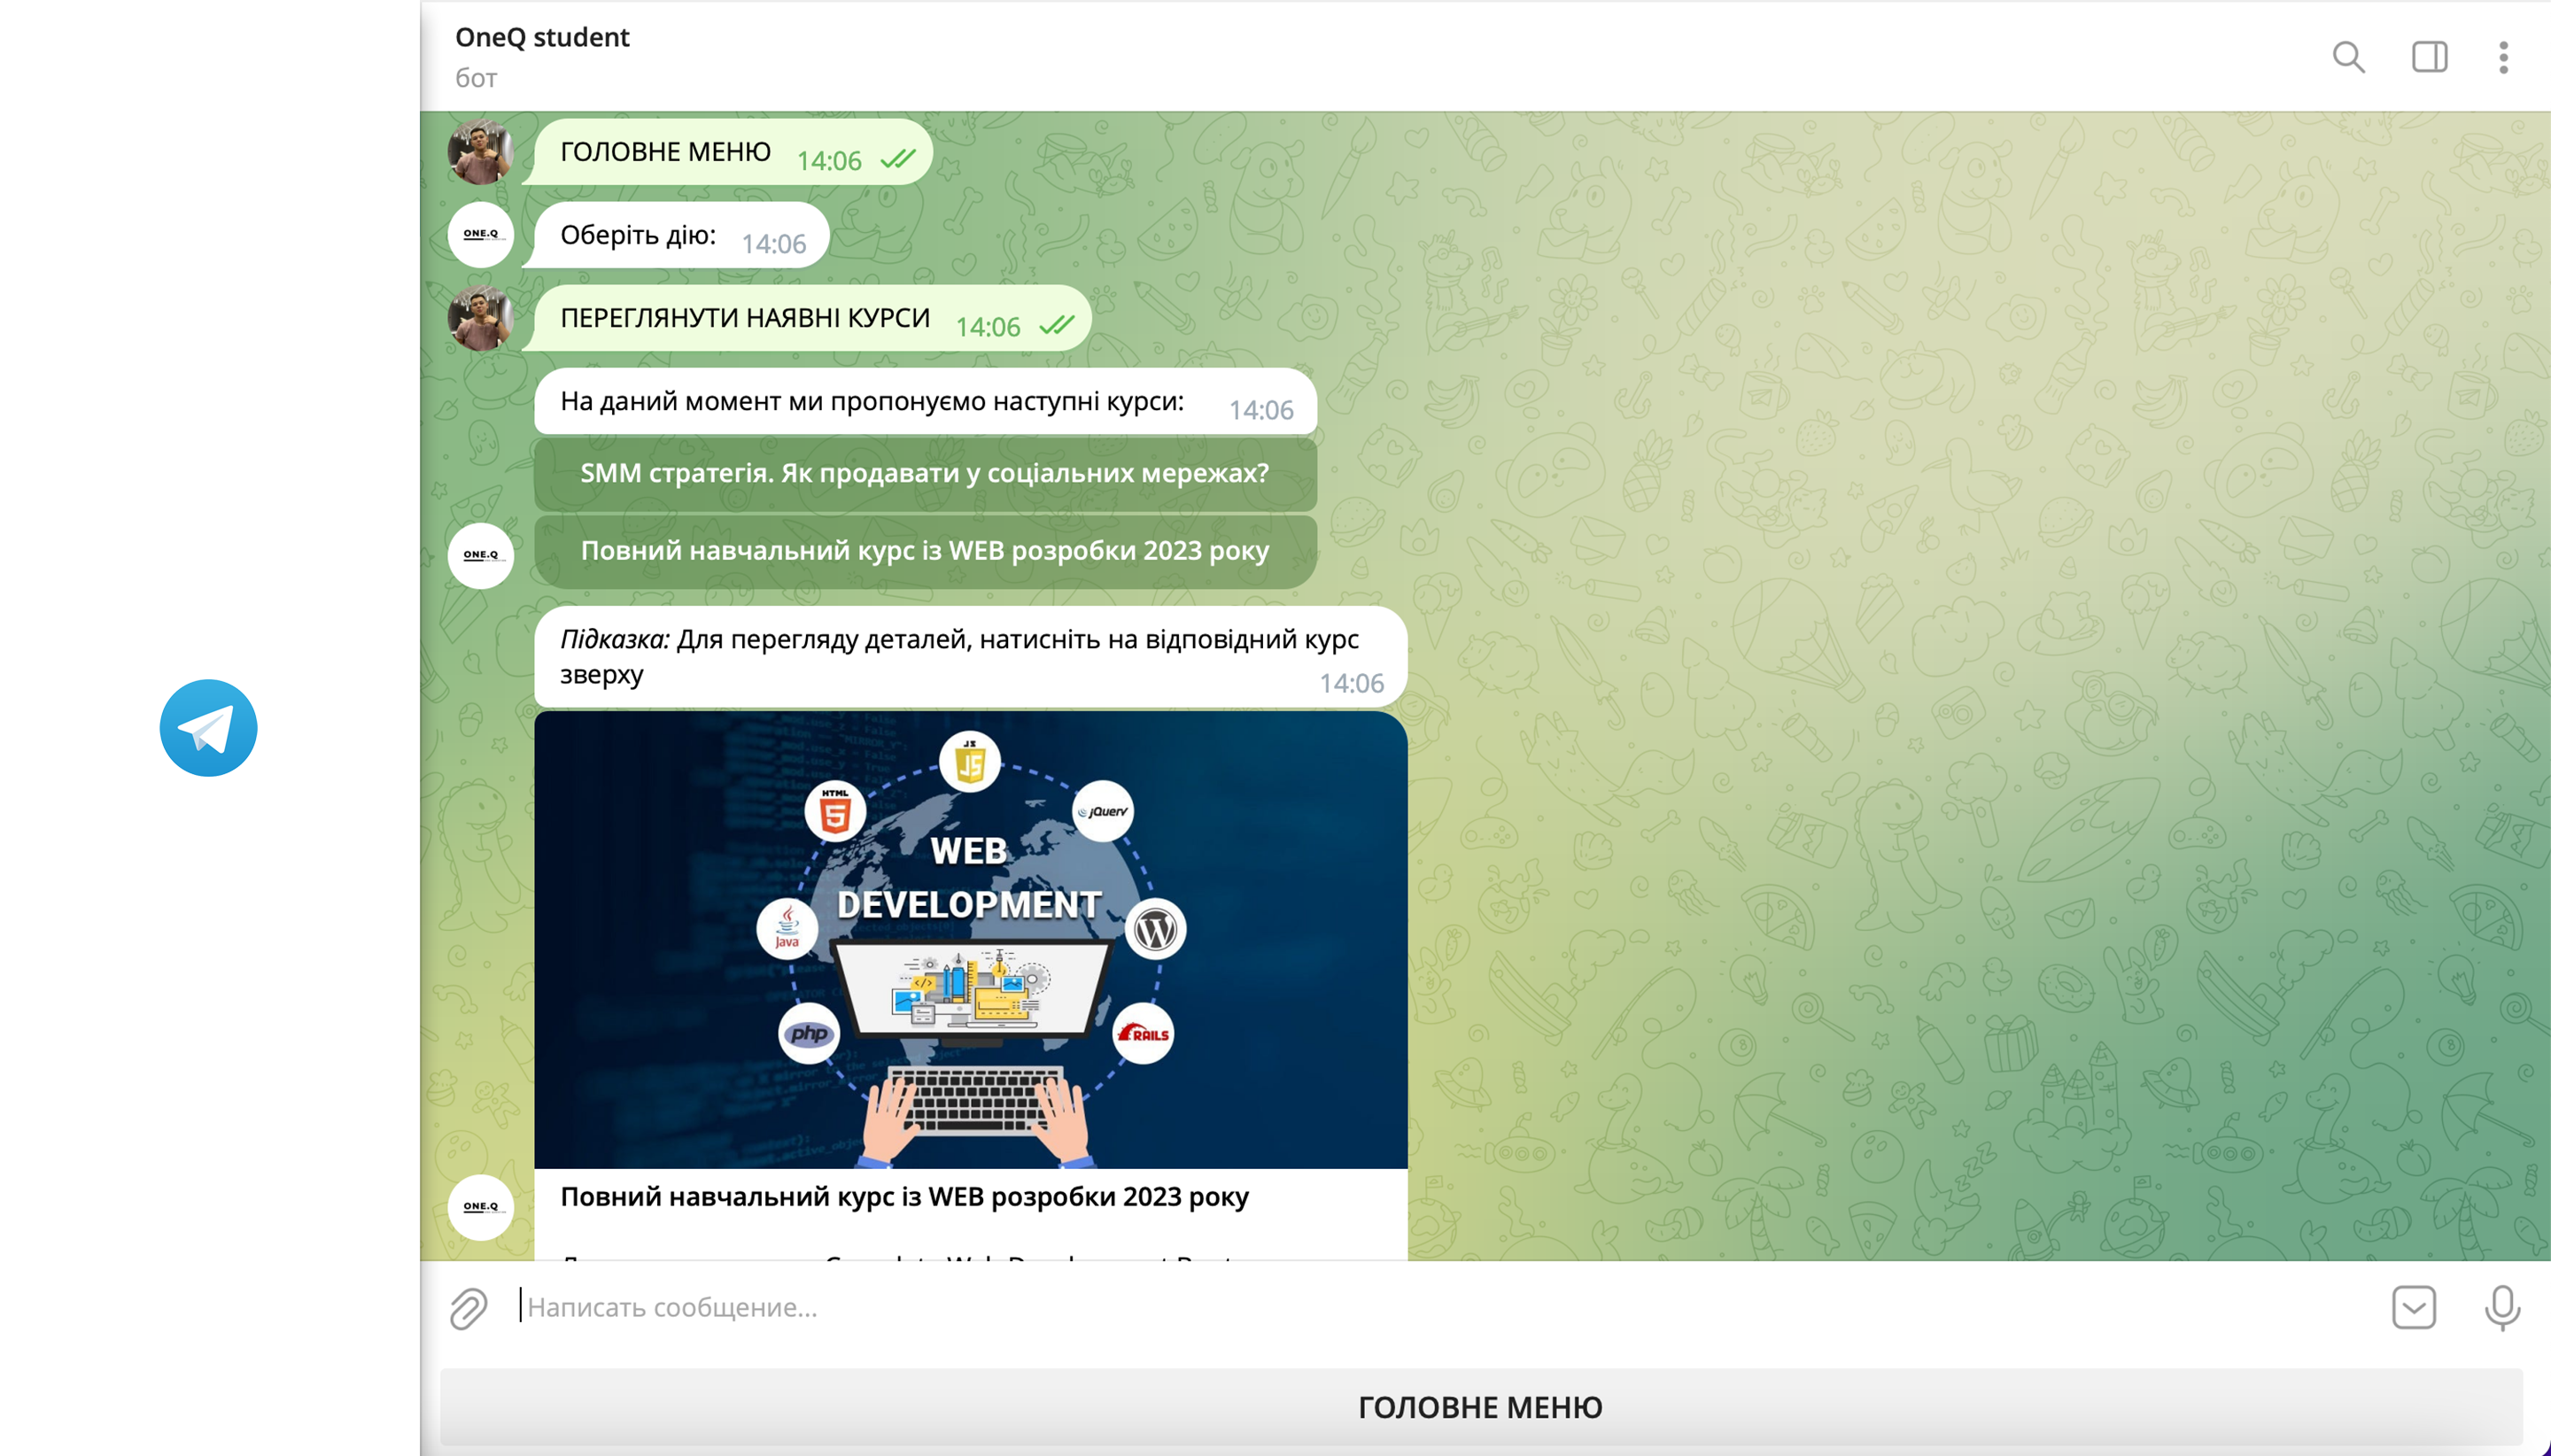 OneQ student
бот
ГОЛОВНЕ МЕНЮ 14:06
ONE.Q
Оберіть дію: 14:06
ПЕРЕГЛЯНУТИ НАЯВНІ КУРСИ 14:06
На даний момент ми пропонуємо наступні курси: 14:06
SMM стратегія. Як продавати у соціальних мережах?
ONE.Q
Повний навчальний курс із WEB розробки 2023 року
Підказка: Для перегляду деталей, натисніть на відповідний курс
зверху 14:06
JS
JS
HTML
5
jQuery
WEB
DEVELOPMENT
Java
W
php
RAILS
ONE.Q
Повний навчальний курс із WEB розробки 2023 року
Написать сообщение...
ГОЛОВНЕ МЕНЮ